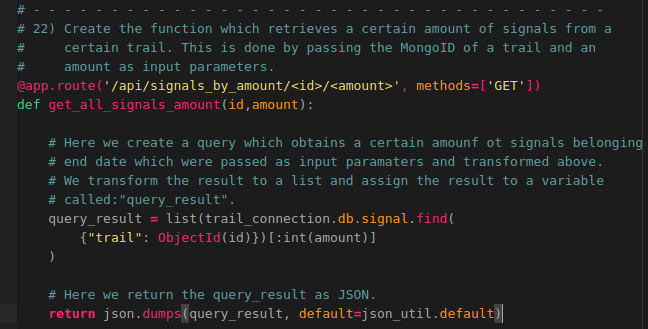 # - - - - - - - - - - - - - - - - - - - - - - - - - - - - - - - - - - - - -
# 22) Create the function which retrieves a certain amount of signals from a
#     certain trail. This is done by passing the MongoID of a trail and an
#     amount as input parameters.
@app.route('/api/signals_by_amount/<id>/<amount>', methods=['GET'])
def get_all_signals_amount(id,amount):
    # Here we create a query which obtains a certain amounf ot signals belonging
    # end date which were passed as input paramaters and transformed above.
    # We transform the result to a list and assign the result to a variable
    # called:"query_result".
    query_result = list(trail_connection.db.signal.find(
        {"trail": ObjectId(id)})[:int(amount)]
    )
    # Here we return the query_result as JSON.
    return json.dumps(query_result, default=json_util.default)